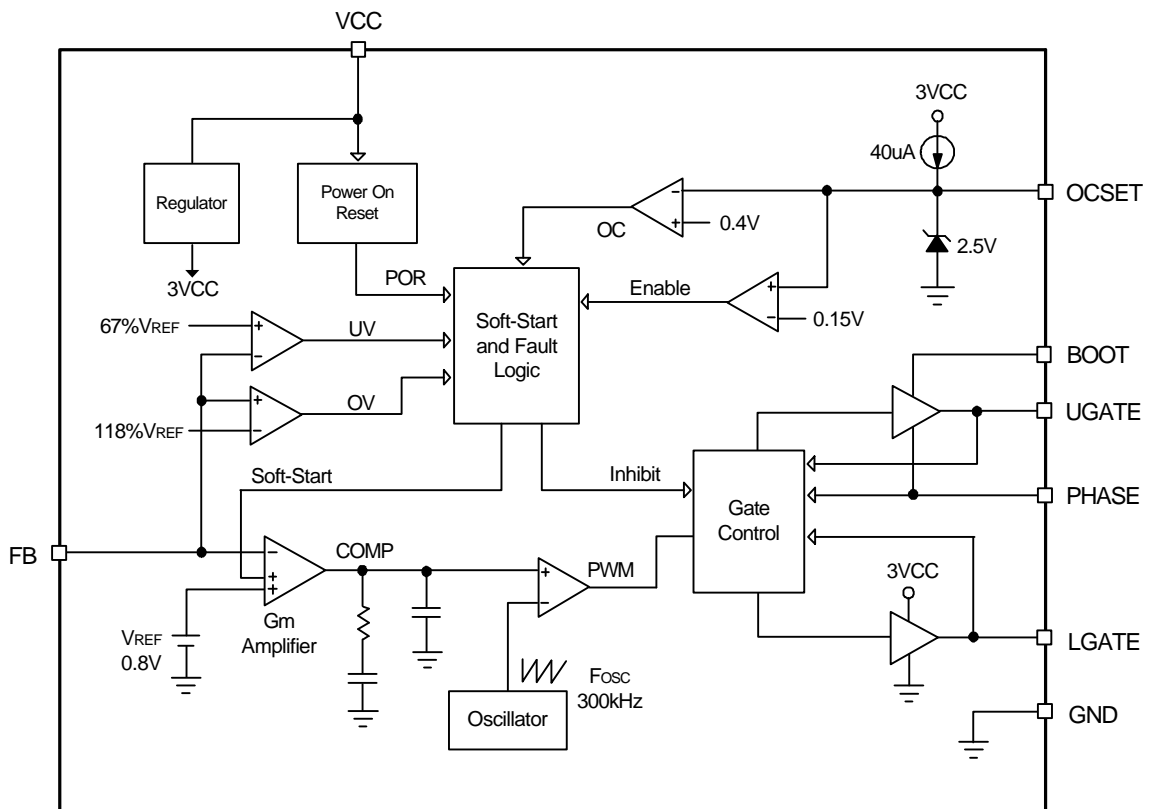 VCC
3VCC
40uA
Regulator
Power On
Reset
OCSET
OC
0.4V
2.5V
3VCC
POR
Enable
0.15V
67%VREF
UV
Soft-Start
and Fault
Logic
BOOT
OV
UGATE
118%VREF
Soft-Start
Inhibit
PHASE
Gate
Control
FB
COMP
PWM
3VCC
Gm
Amplifier
VREF
0.8V
LGATE
FOSC
300kHz
Oscillator
GND